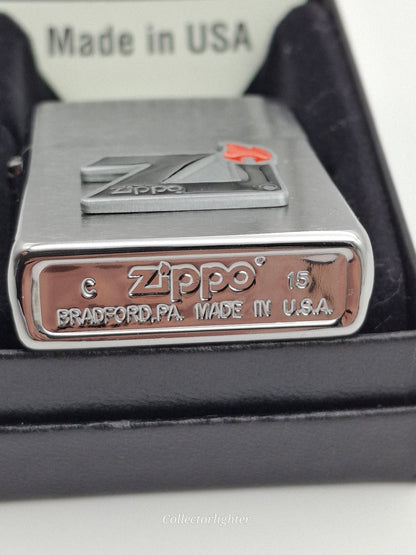 Made in USA
zippo
C zippo 15
BRADFORD,PA. MADE IN U.S.A.
Collectorlighter